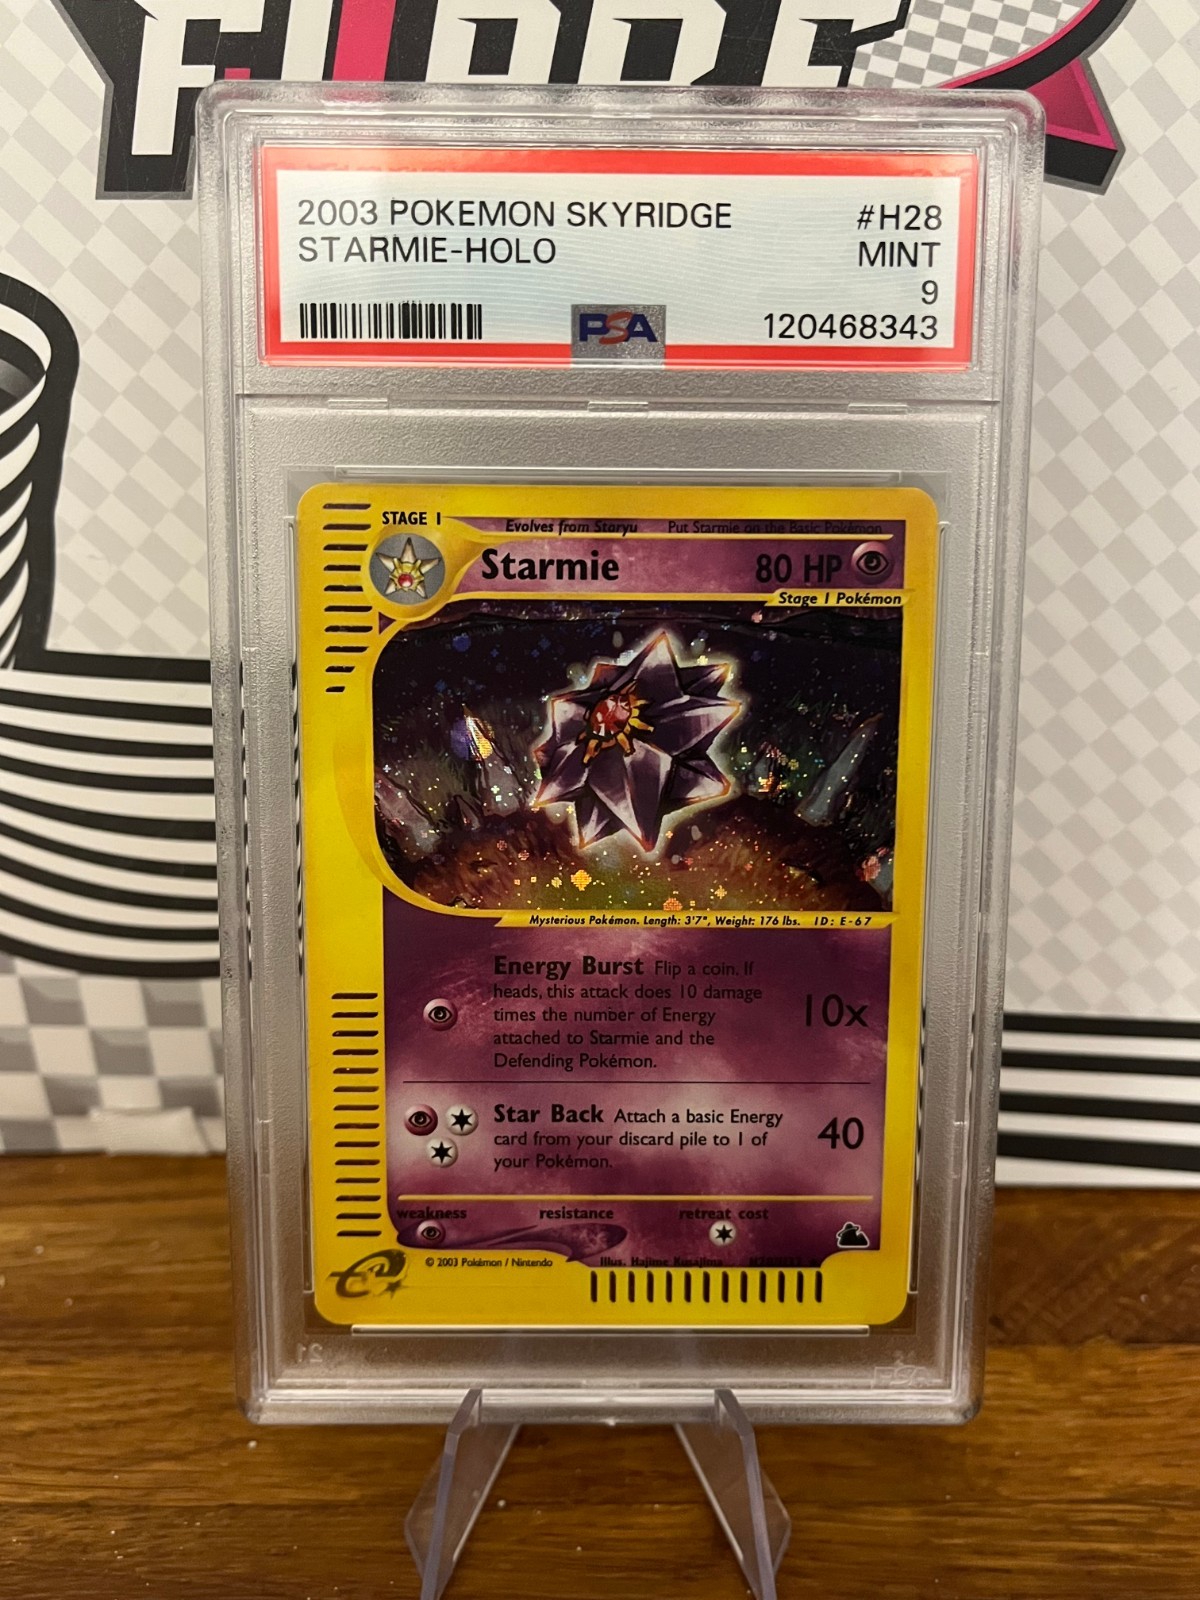 2003 POKEMON SKYRIDGE #H28
STARMIE-HOLO MINT
9
PSA 120468343
STAGE 1 Evolves from Staryu Put Starmie on the Basic Pokémon
Starmie 80 HP
Stage 1 Pokémon
Mysterious Pokémon. Length: 3'7", Weight: 176 lbs. ID: E-67
Energy Burst Flip a coin. If
heads, this attack does 10 damage
times the number of Energy
attached to Starmie and the
Defending Pokémon.
10x
Star Back Attach a basic Energy
card from your discard pile to 1 of
your Pokémon.
40
weakness resistance retreat cost
© 2003 Pokémon / Nintendo Illus. Hajime Kusajima